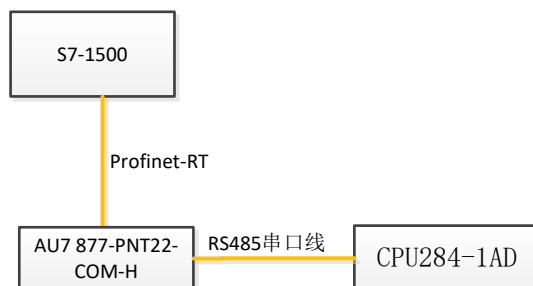 S7-1500
Profinet-RT
AU7 877-PNT22-
COM-H
RS485串口线
CPU284-1AD